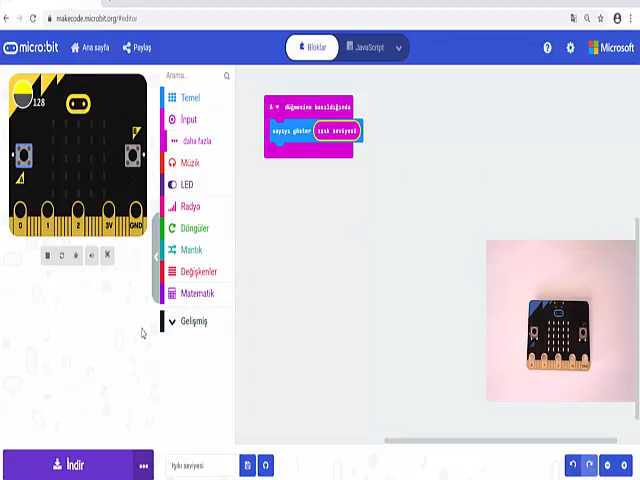 makecode.microbit.org/#editor
micro:bit
Ana sayfa
Paylaş
Bloklar
JavaScript
Microsoft
128
B
A
0 1 2 3V GND
Arama...
Temel
Input
daha fazla
Müzik
LED
Radyo
Döngüler
Mantık
Değişkenler
Matematik
Gelişmiş
A düğmesine basıldığında
sayıyı göster ışık seviyesi
İndir
Işıkı seviyesi